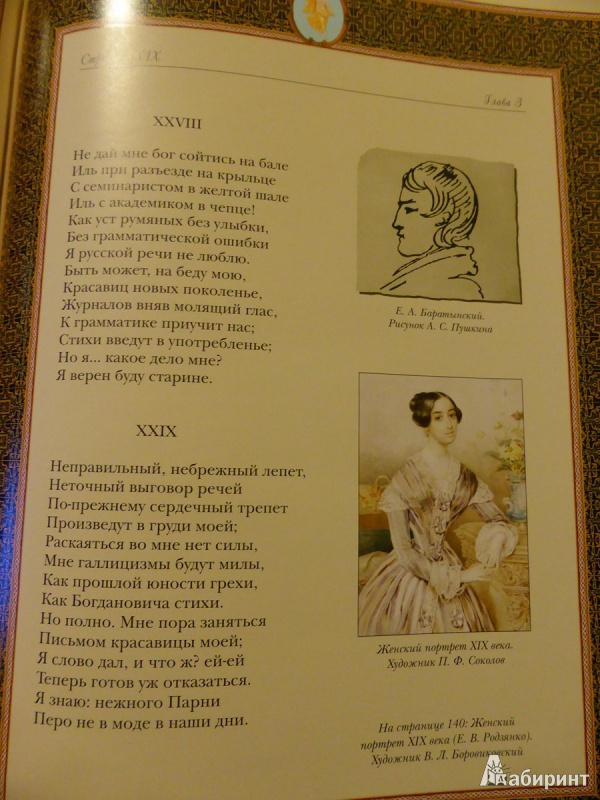 Глава 3
XXVIII
Не дай мне бог сойтись на бале
Иль при разъезде на крыльце
С семинаристом в желтой шале
Иль с академиком в чепце!
Как уст румяных без улыбки,
Без грамматической ошибки
Я русской речи не люблю.
Быть может, на беду мою,
Красавиц новых поколенье,
Журналов вняв молящий глас,
К грамматике приучит нас;
Стихи введут в употребленье;
Но я... какое дело мне?
Я верен буду старине.
XXIX
Неправильный, небрежный лепет,
Неточный выговор речей
По-прежнему сердечный трепет
Произведут в груди моей;
Раскаяться во мне нет силы,
Мне галлицизмы будут милы,
Как прошлой юности грехи,
Как Богдановича стихи.
Но полно. Мне пора заняться
Письмом красавицы моей;
Я слово дал, и что ж? ей-ей
Теперь готов уж отказаться.
Я знаю: нежного Парни
Перо не в моде в наши дни.
Е. А. Баратынский.
Рисунок А. С. Пушкина
Женский портрет XIX века.
Художник П. Ф. Соколов
На странице 140: Женский
портрет XIX века (Е. В. Родзянко).
Художник В. Л. Боровиковский
Лабиринт